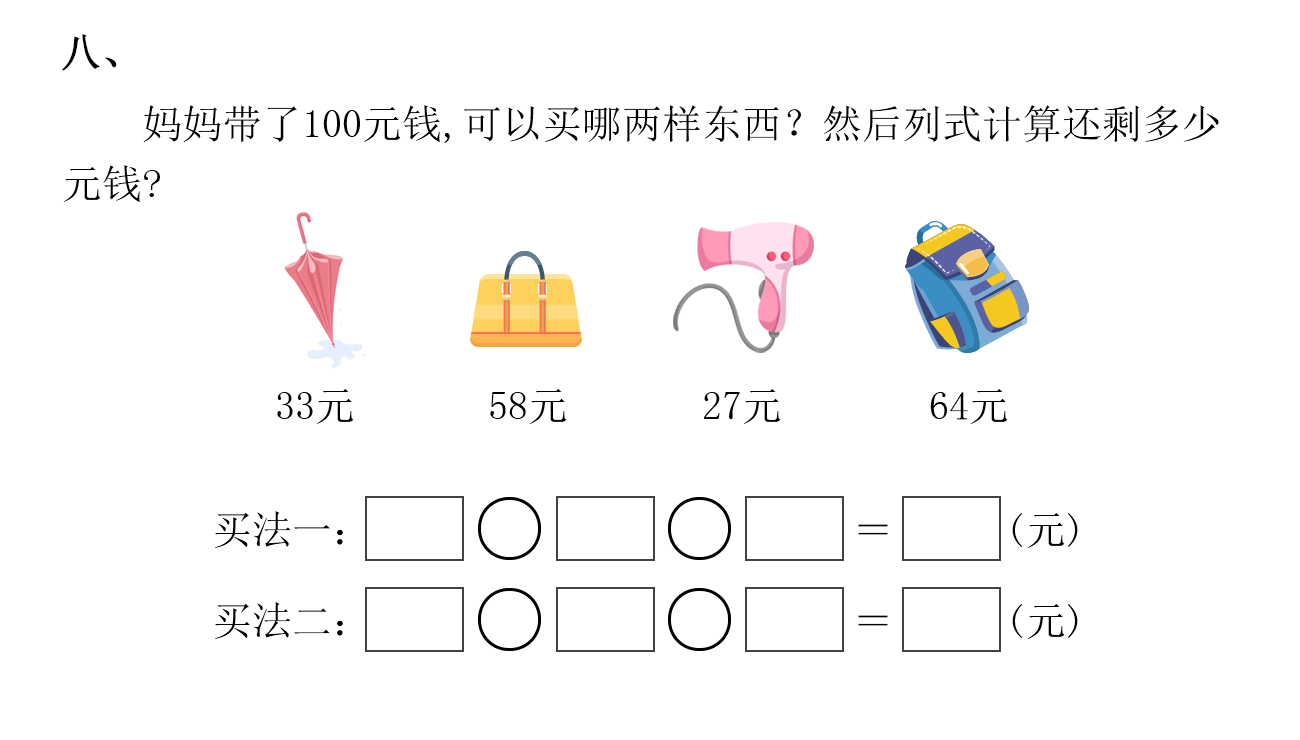 八、
妈妈带了100元钱,可以买哪两样东西？然后列式计算还剩多少
元钱?
33元 58元 27元 64元
买法一： ＝ (元)
买法二： ＝ (元)